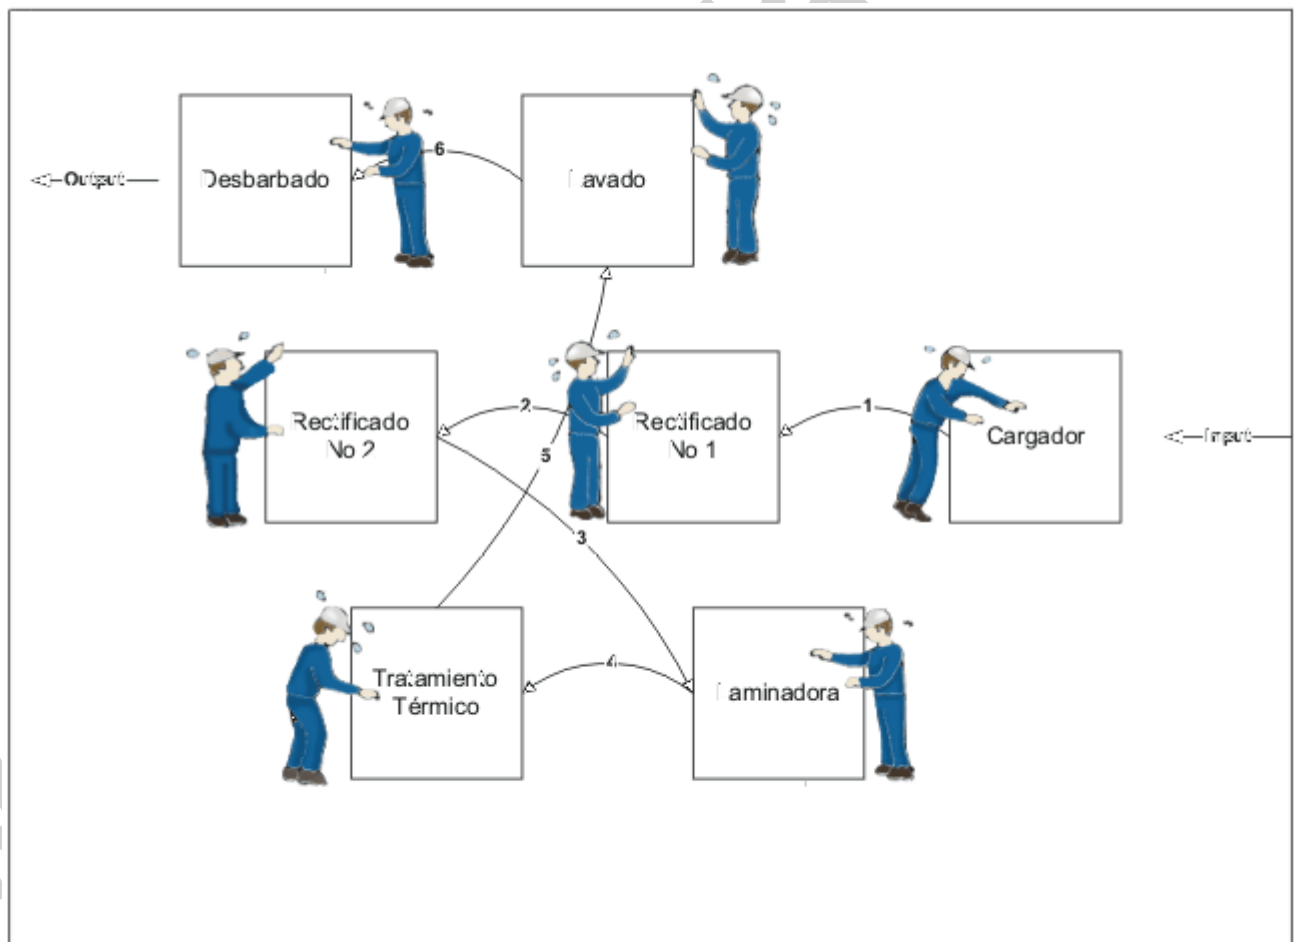 6
Desbarbado
Lavado
Output
Rectificado
No 2
2
Rectificado
No 1
1
Cargador
Input
5
3
4
Tratamiento
Térmico
Laminadora